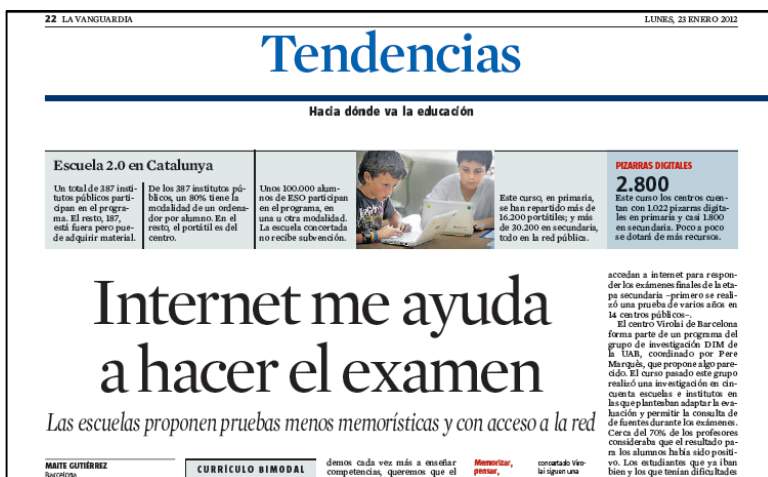 22 LA VANGUARDIA
LUNES, 23 ENERO 2012
Tendencias
Hacia dónde va la educación
Escuela 2.0 en Catalunya
Un total de 387 insti-
tutos públicos parti-
cipan en el progra-
ma. El resto, 187,
está fuera pero pue-
de adquirir material.
De los 387 institutos pú-
blicos, un 80% tiene la
modalidad de un ordena-
dor por alumno. En el
resto, el portátil es del
centro.
Unos 100.000 alum-
nos de ESO participan
en el programa, en
una u otra modalidad.
La escuela concertada
no recibe subvención.
Este curso, en primaria,
se han repartido más de
16.200 portátiles; y más
de 30.200 en secundaria,
todo en la red pública.
PIZARRAS DIGITALES
2.800
Este curso los centros cuen-
tan con 1.022 pizarras digita-
les en primaria y casi 1.800
en secundaria. Poco a poco
se dotará de más recursos.
Internet me ayuda
a hacer el examen
Las escuelas proponen pruebas menos memorísticas y con acceso a la red
MAITE GUTIÉRREZ
Barcelona
CURRÍCULO BIMODAL
demos cada vez más a enseñar
competencias, queremos que el
Memorizar,
pensar,
concertado Viro-
lai siguen una
accedan a internet para respon-
der los exámenes finales de la eta-
pa secundaria –primero se reali-
zó una prueba de varios años en
14 centros públicos–.
El centro Virolai de Barcelona
forma parte de un programa del
grupo de investigación DIM de
la UAB, coordinado por Pere
Marquès, que propone algo pare-
cido. El curso pasado este grupo
realizó una investigación en cin-
cuenta escuelas e institutos en
las que planteaban adaptar la eva-
luación y permitir la consulta de
de fuentes durante los exámenes.
Cerca del 70% de los profesores
consideraba que el resultado pa-
ra los alumnos había sido positi-
vo. Los estudiantes que ya iban
bien y los que tenían dificultades